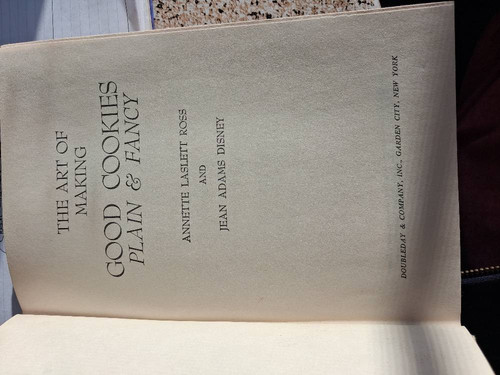 THE ART OF
MAKING
GOOD COOKIES
PLAIN & FANCY
ANNETTE LASLETT ROSS
AND
JEAN ADAMS DISNEY
DOUBLEDAY & COMPANY, INC., GARDEN CITY, NEW YORK